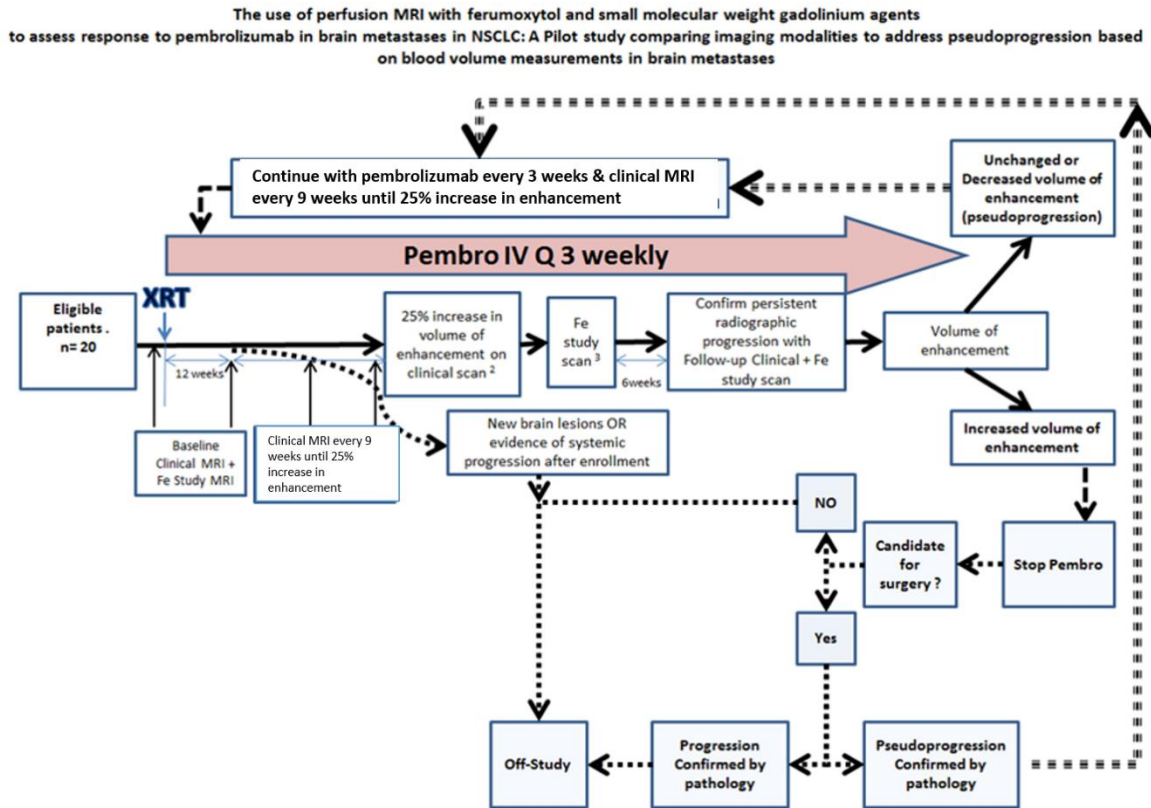 The use of perfusion MRI with ferumoxytol and small molecular weight gadolinium agents
to assess response to pembrolizumab in brain metastases in NSCLC: A Pilot study comparing imaging modalities to address pseudoprogression based
on blood volume measurements in brain metastases
Continue with pembrolizumab every 3 weeks & clinical MRI
every 9 weeks until 25% increase in enhancement
Unchanged or
Decreased volume of
enhancement
(pseudoprogression)
Pembro IV Q 3 weekly
Eligible
patients .
n= 20
XRT
12 weeks
25% increase in
volume of
enhancement on
clinical scan 2
Fe
study
scan 3
6weeks
Confirm persistent
radiographic
progression with
Follow-up Clinical + Fe
study scan
Volume of
enhancement
Baseline
Clinical MRI +
Fe Study MRI
Clinical MRI every 9
weeks until 25%
increase in
enhancement
New brain lesions OR
evidence of systemic
progression after enrollment
Increased volume of
enhancement
NO
Candidate
for
surgery ?
Stop Pembro
Yes
Off-Study
Progression
Confirmed by
pathology
Pseudoprogression
Confirmed by
pathology